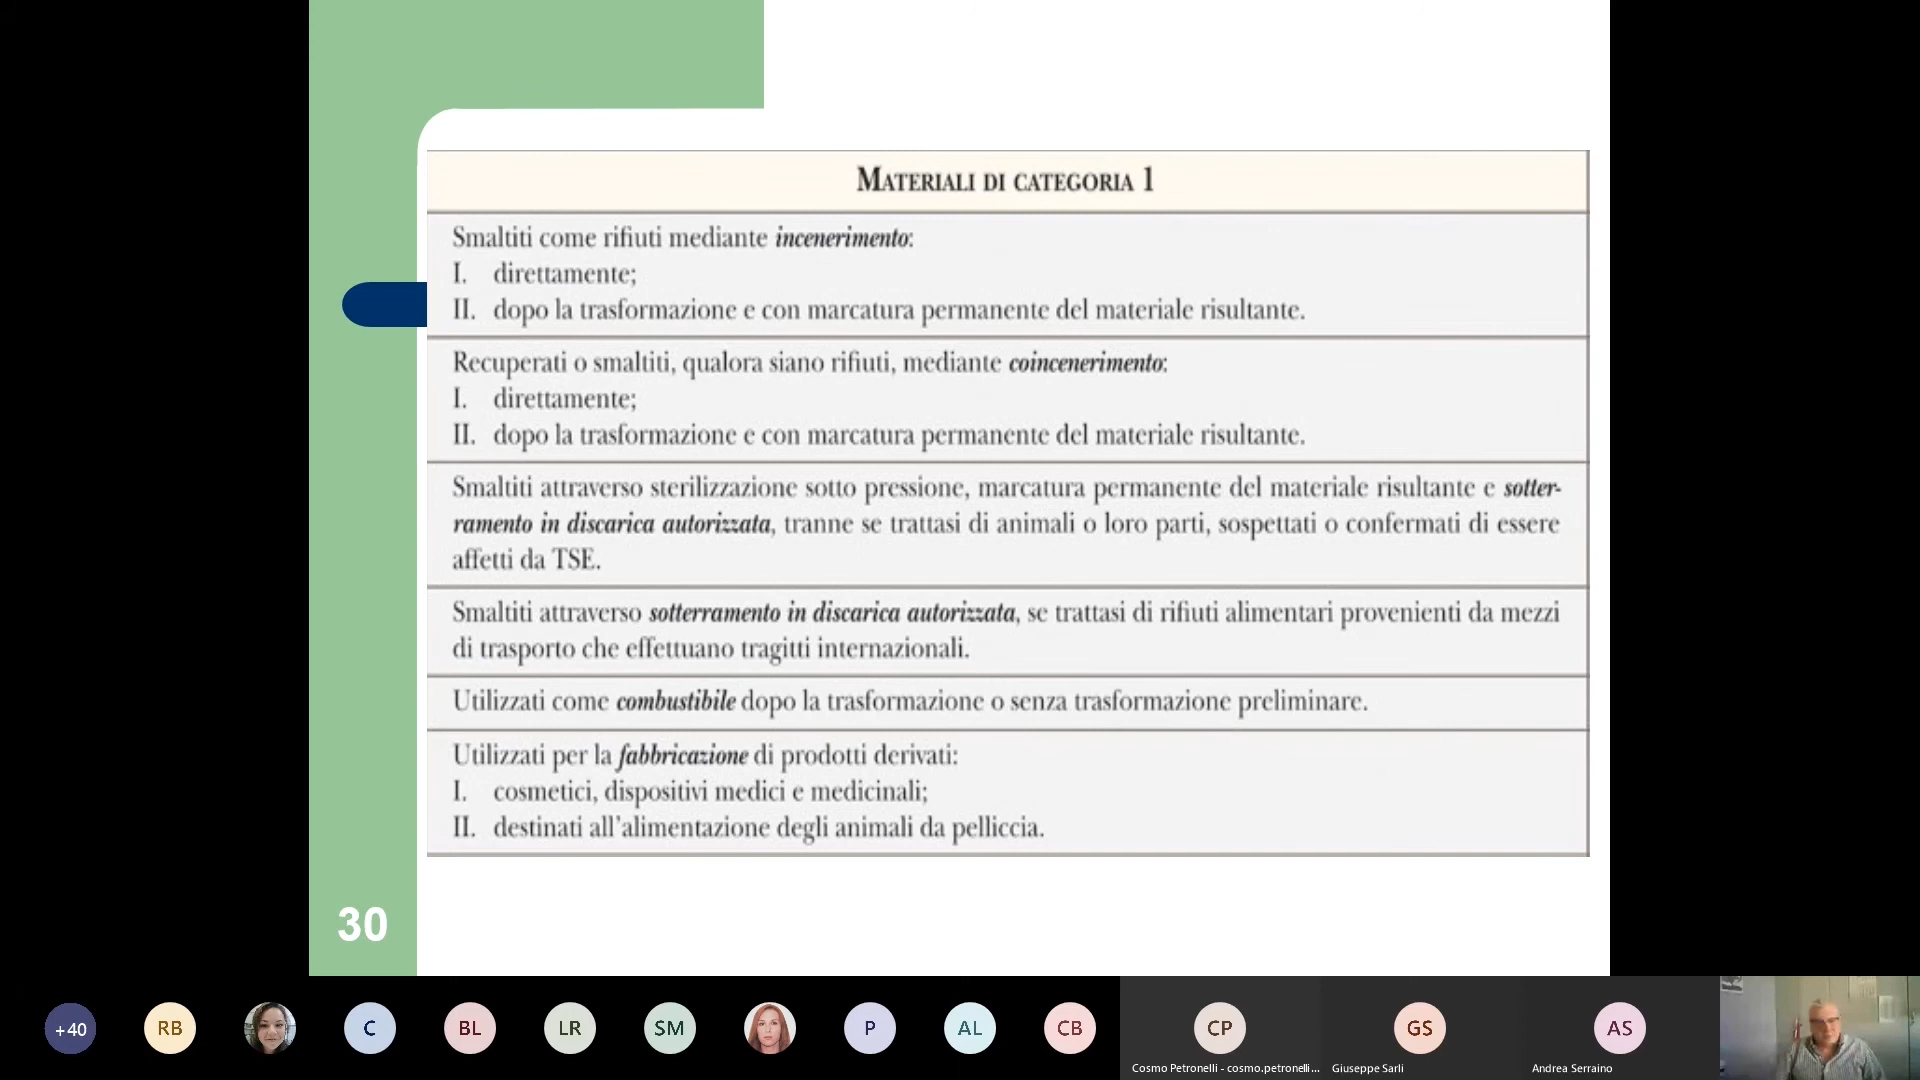 MATERIALI DI CATEGORIA 1
Smaltiti come rifiuti mediante incenerimento:
I. direttamente;
II. dopo la trasformazione e con marcatura permanente del materiale risultante.
Recuperati o smaltiti, qualora siano rifiuti, mediante coincenerimento:
I. direttamente;
II. dopo la trasformazione e con marcatura permanente del materiale risultante.
Smaltiti attraverso sterilizzazione sotto pressione, marcatura permanente del materiale risultante e sotter-
ramento in discarica autorizzata, tranne se trattasi di animali o loro parti, sospettati o confermati di essere
affetti da TSE.
Smaltiti attraverso sotterramento in discarica autorizzata, se trattasi di rifiuti alimentari provenienti da mezzi
di trasporto che effettuano tragitti internazionali.
Utilizzati come combustibile dopo la trasformazione o senza trasformazione preliminare.
Utilizzati per la fabbricazione di prodotti derivati:
I. cosmetici, dispositivi medici e medicinali;
II. destinati all'alimentazione degli animali da pelliccia.
30
+40
RB
C
BL
LR
SM
P
AL
CB
CP
GS
AS
Cosmo Petronelli - cosmo.petronelli...
Giuseppe Sarli
Andrea Serraino